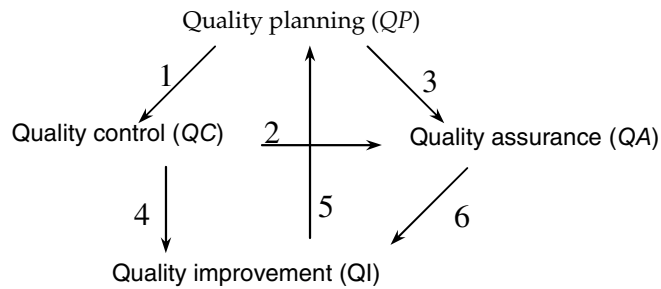 Quality planning (QP)
1
3
Quality control (QC)
2
Quality assurance (QA)
4
5
6
Quality improvement (QI)